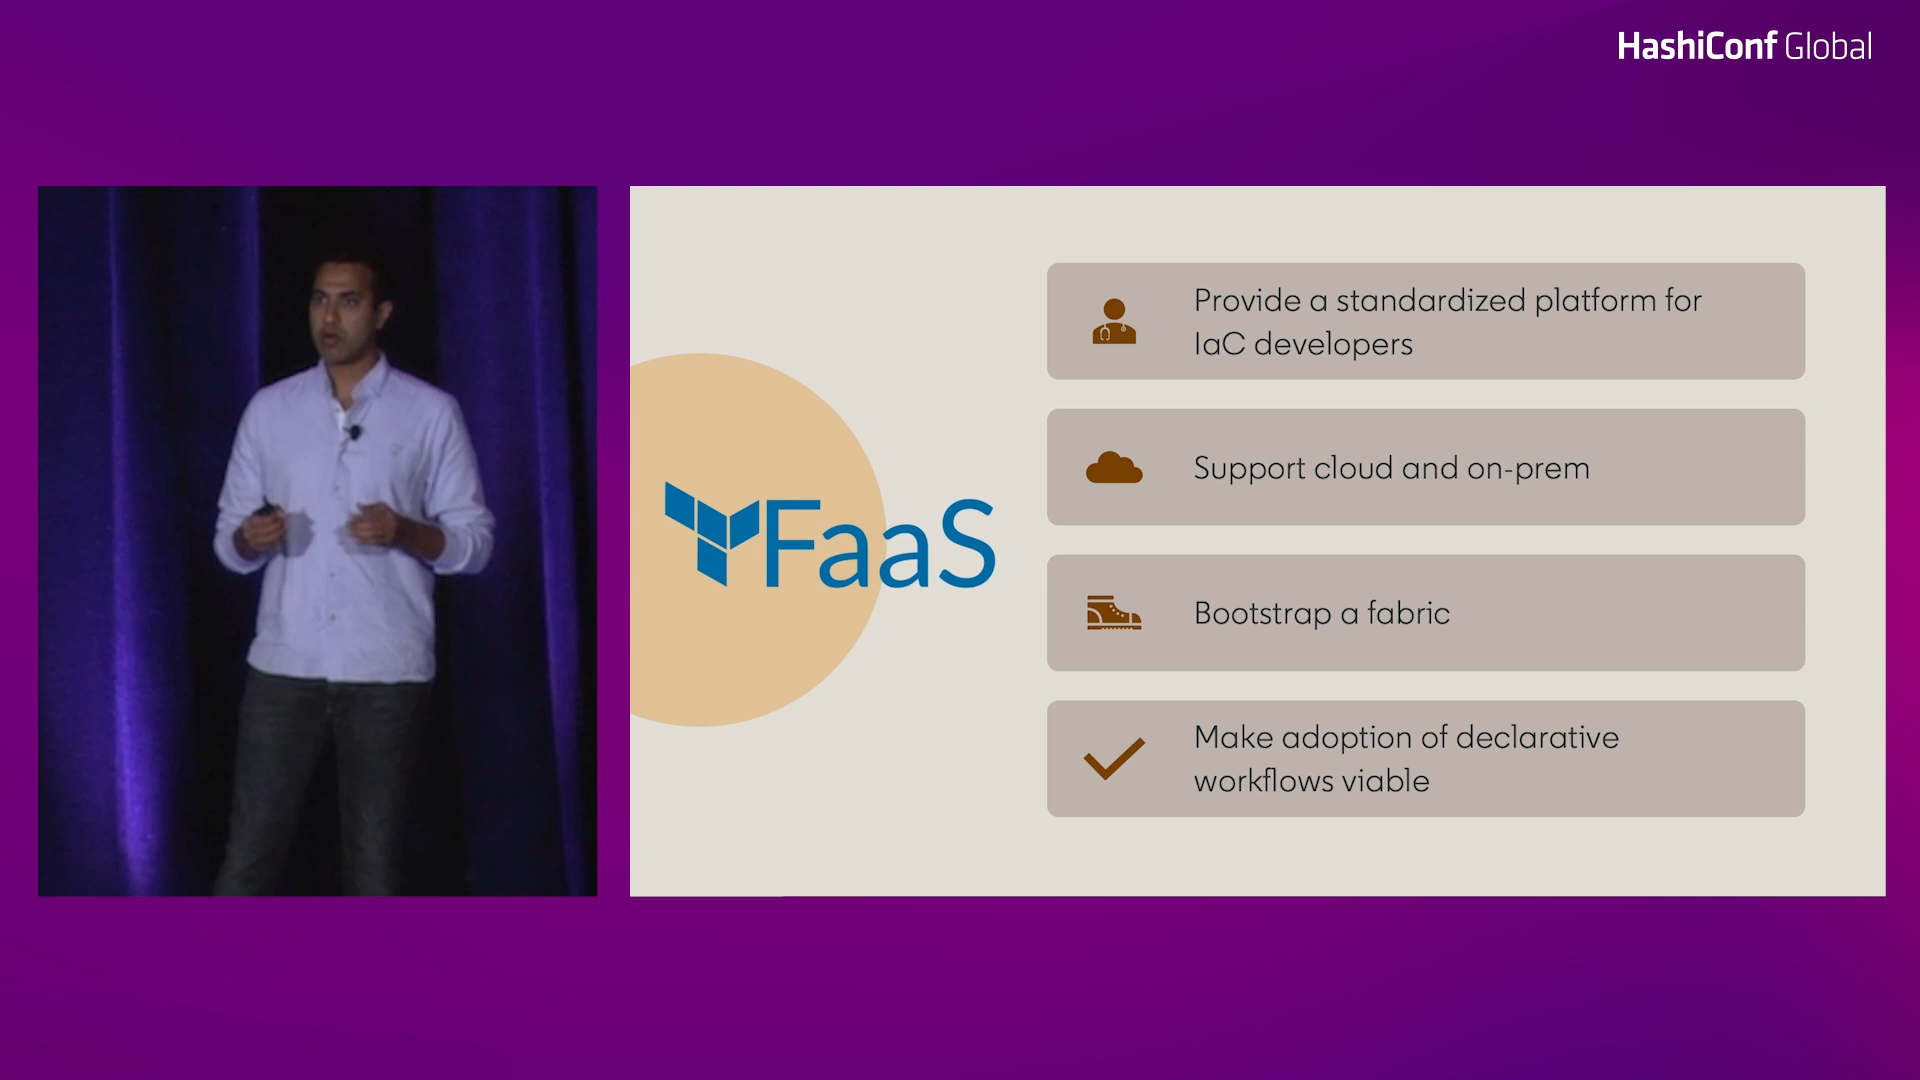 HashiConf Global
Provide a standardized platform for
IaC developers
Support cloud and on-prem
FaaS
Bootstrap a fabric
Make adoption of declarative
workflows viable